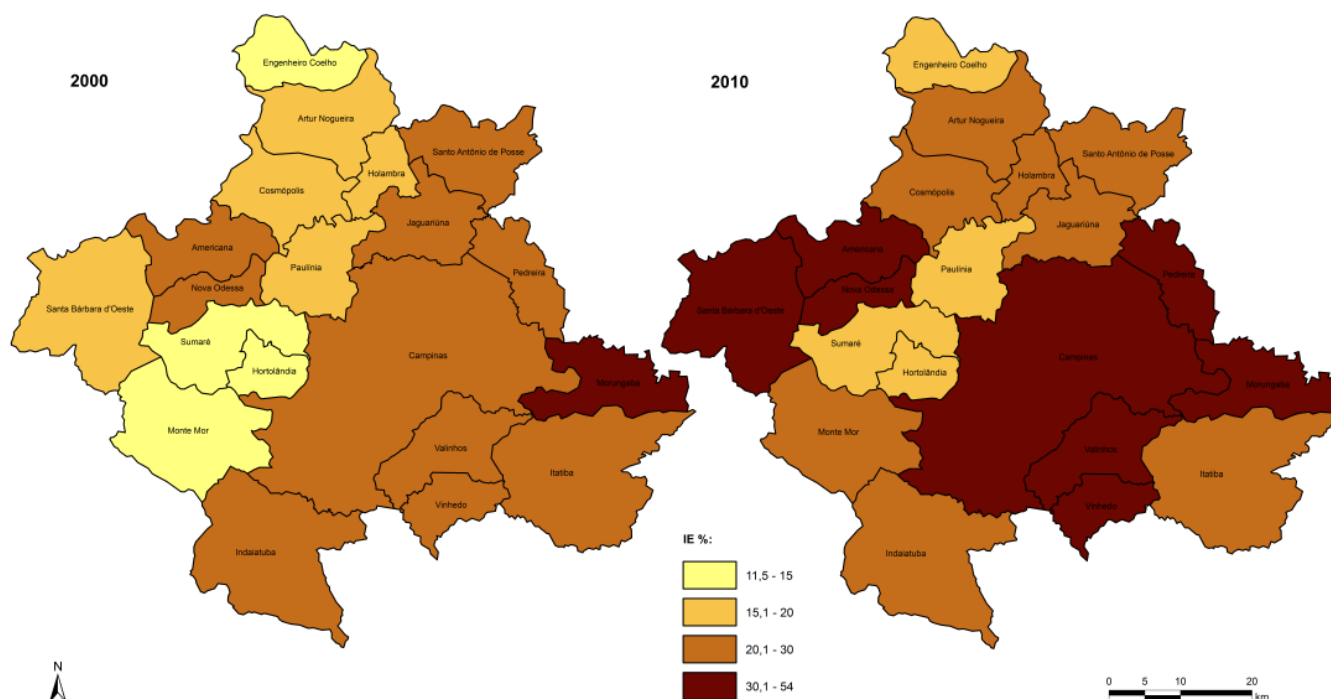 2000
Engenheiro Coelho
Artur Nogueira
Santo Antônio de Posse
Holambra
Cosmópolis
Jaguariúna
Americana
Paulínia
Pedreira
Nova Odessa
Santa Bárbara d'Oeste
Sumaré
Campinas
Hortolândia
Morungaba
Monte Mor
Valinhos
Itatiba
Vinhedo
Indaiatuba
N
2010
Engenheiro Coelho
Artur Nogueira
Santo Antônio de Posse
Holambra
Cosmópolis
Jaguariúna
Americana
Paulínia
Pedreira
Nova Odessa
Santa Bárbara d'Oeste
Sumaré
Campinas
Hortolândia
Morungaba
Monte Mor
Valinhos
Itatiba
Vinhedo
Indaiatuba
IE %:
11,5 - 15
15,1 - 20
20,1 - 30
30,1 - 54
0 5 10 20
km